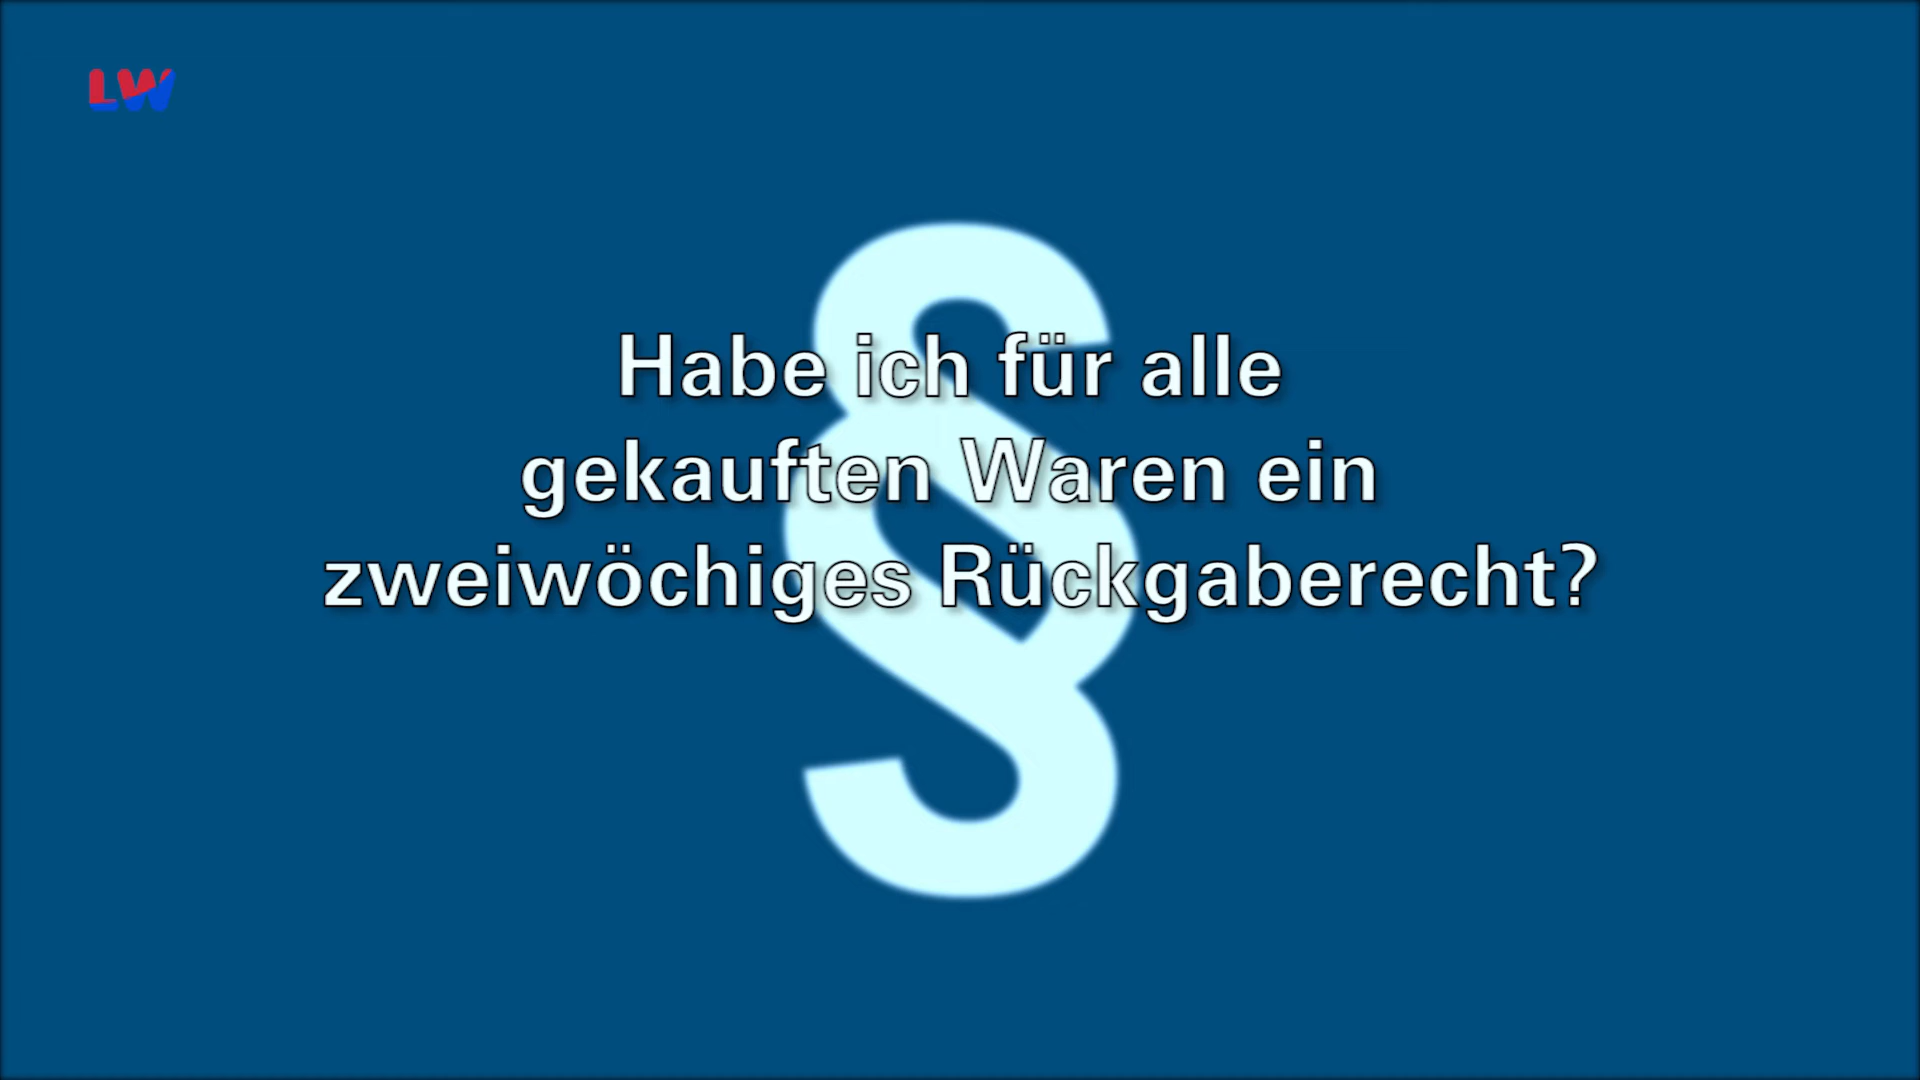 LW
§
Habe ich für alle
gekauften Waren ein
zweiwöchiges Rückgaberecht?